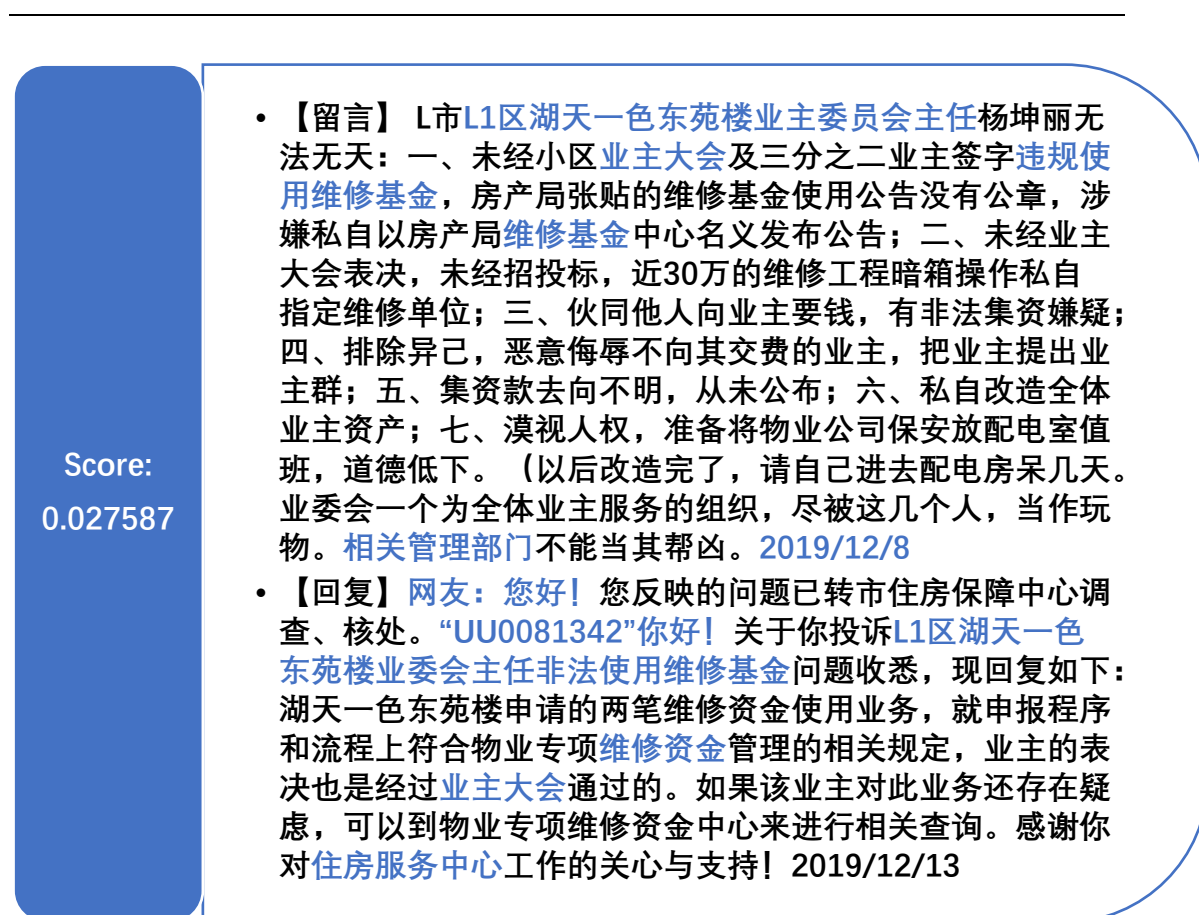 Score:
0.027587
• 【留言】 L市L1区湖天一色东苑楼业主委员会主任杨坤丽无
法无天：一、未经小区业主大会及三分之二业主签字违规使
用维修基金，房产局张贴的维修基金使用公告没有公章，涉
嫌私自以房产局维修基金中心名义发布公告；二、未经业主
大会表决，未经招投标，近30万的维修工程暗箱操作私自
指定维修单位；三、伙同他人向业主要钱，有非法集资嫌疑；
四、排除异己，恶意侮辱不向其交费的业主，把业主提出业
主群；五、集资款去向不明，从未公布；六、私自改造全体
业主资产；七、漠视人权，准备将物业公司保安放配电室值
班，道德低下。（以后改造完了，请自己进去配电房呆几天。
业委会一个为全体业主服务的组织，尽被这几个人，当作玩
物。相关管理部门不能当其帮凶。2019/12/8
• 【回复】网友：您好！您反映的问题已转市住房保障中心调
查、核处。“UU0081342”你好！关于你投诉L1区湖天一色
东苑楼业委会主任非法使用维修基金问题收悉，现回复如下：
湖天一色东苑楼申请的两笔维修资金使用业务，就申报程序
和流程上符合物业专项维修资金管理的相关规定，业主的表
决也是经过业主大会通过的。如果该业主对此业务还存在疑
虑，可以到物业专项维修资金中心来进行相关查询。感谢你
对住房服务中心工作的关心与支持！2019/12/13